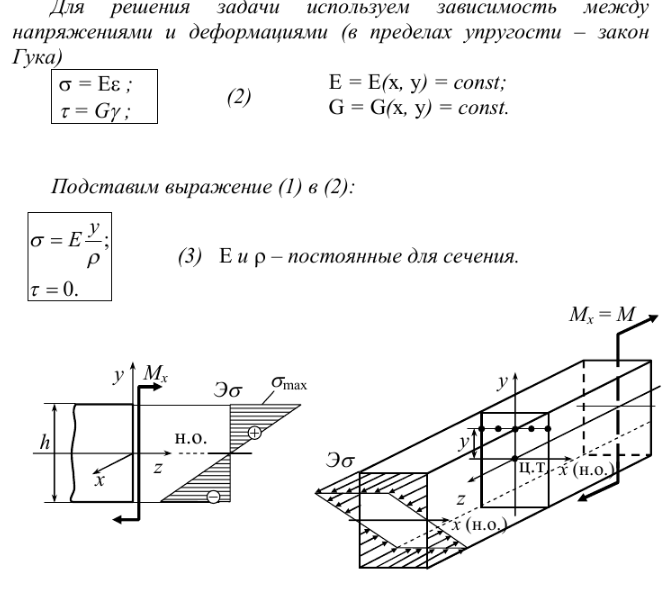 Для решения задачи используем зависимость между
напряжениями и деформациями (в пределах упругости – закон
Гука)
σ = Eε ;
τ = Gγ ;
(2)
E = E(x, y) = const;
G = G(x, y) = const.
Подставим выражение (1) в (2):
σ = E y/ρ;
τ = 0.
(3) E и ρ – постоянные для сечения.
Mx = M
y
Mx
Эσ
σmax
h
н.о.
z
x
+
−
y
y
Эσ
ц.т.
x (н.о.)
z
x (н.о.)